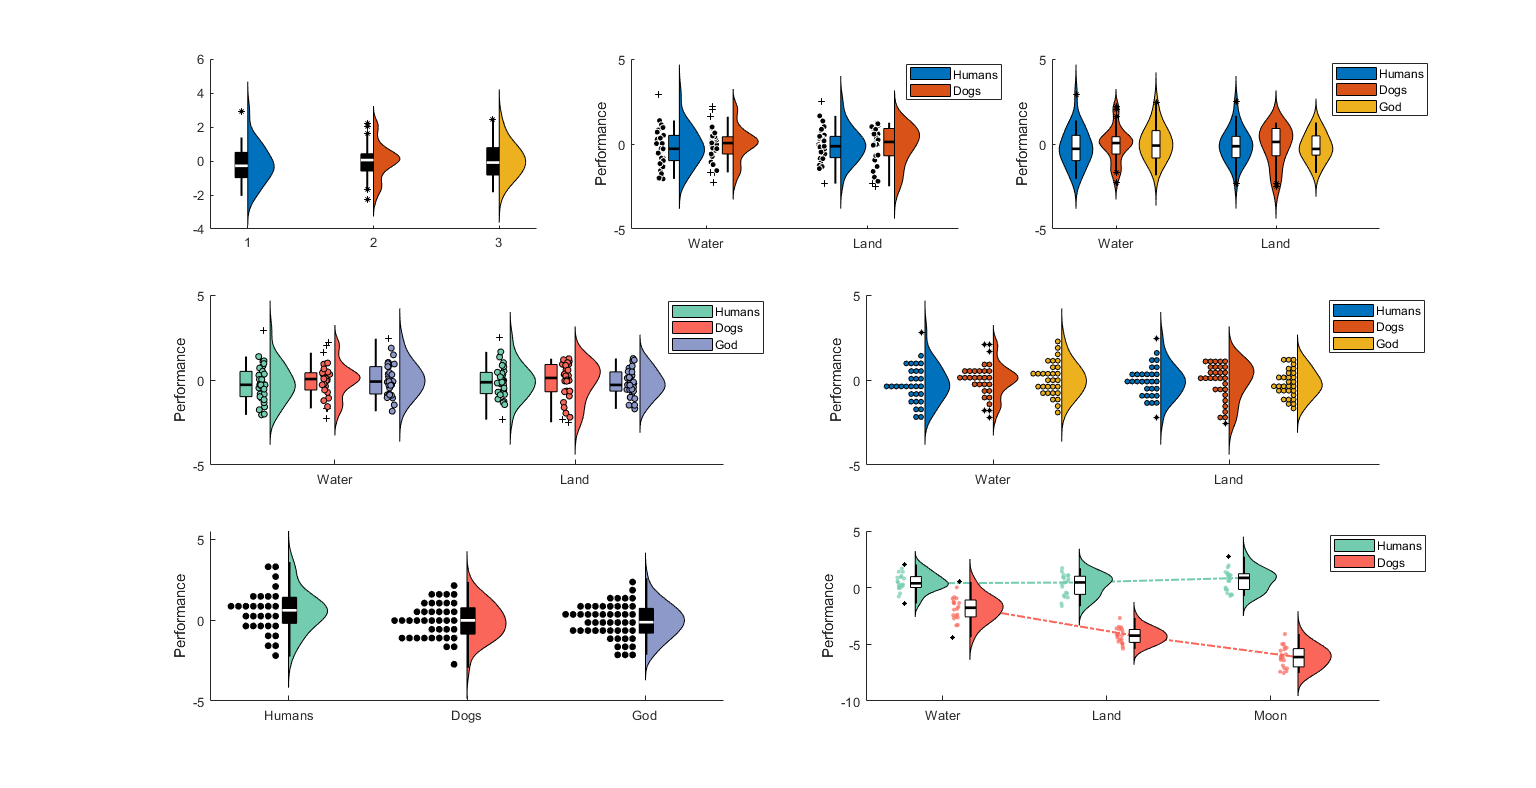 6
4
2
0
-2
-4
1 2 3
Performance
5
0
-5
Water Land
Humans
Dogs
Performance
5
0
-5
Water Land
Humans
Dogs
God
Performance
5
0
-5
Water Land
Humans
Dogs
God
Performance
5
0
-5
Water Land
Humans
Dogs
God
Performance
5
0
-5
Humans Dogs God
Performance
5
0
-5
-10
Water Land Moon
Humans
Dogs